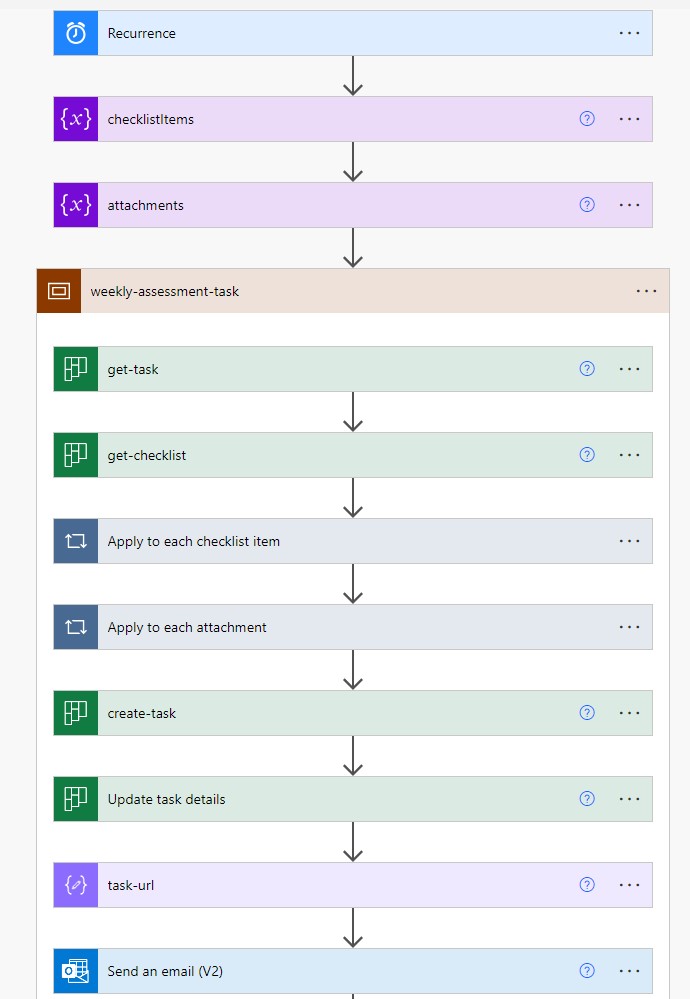 Recurrence
checklistItems
attachments
weekly-assessment-task
get-task
get-checklist
Apply to each checklist item
Apply to each attachment
create-task
Update task details
task-url
Send an email (V2)